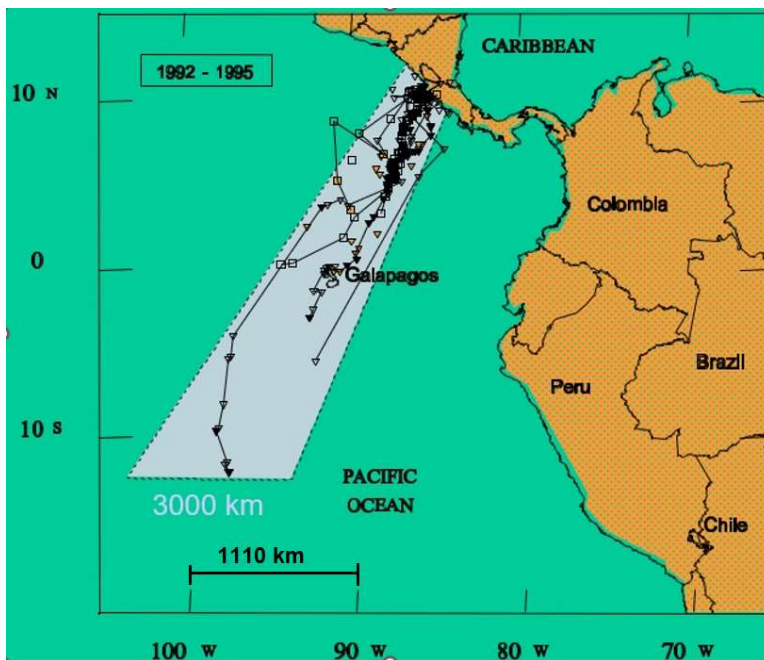 CARIBBEAN
1992 - 1995
10 N
Colombia
0
Galapagos
Brazil
Peru
10 S
PACIFIC
OCEAN
3000 km
Chile
1110 km
100 W
90 W
80 W
70 W